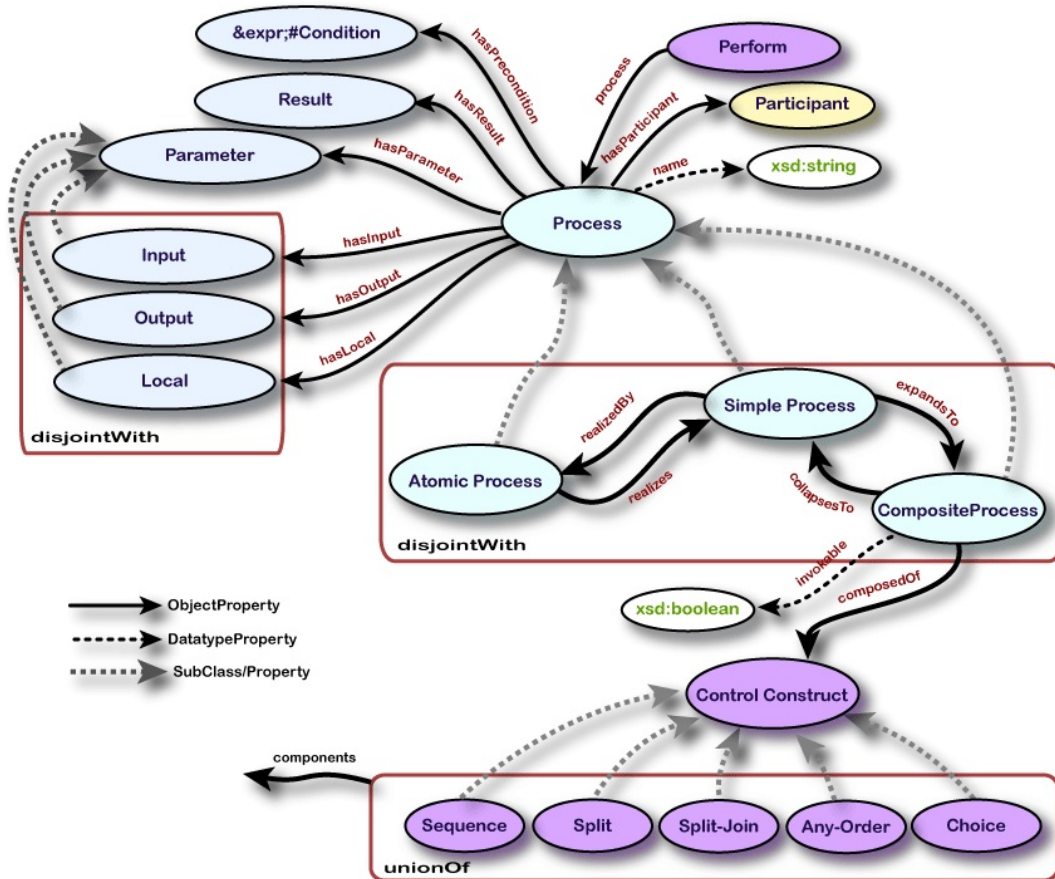 &expr;#Condition
hasPrecondition
process
Perform
Result
hasResult
hasParticipant
Participant
Parameter
hasParameter
name
xsd:string
Process
Input
hasInput
Output
hasOutput
Local
hasLocal
disjointWith
realizedBy
Simple Process
expandsTo
Atomic Process
realizes
collapsesTo
CompositeProcess
disjointWith
invokable
composedOf
xsd:boolean
ObjectProperty
DatatypeProperty
SubClass/Property
Control Construct
components
Sequence
Split
Split-Join
Any-Order
Choice
unionOf